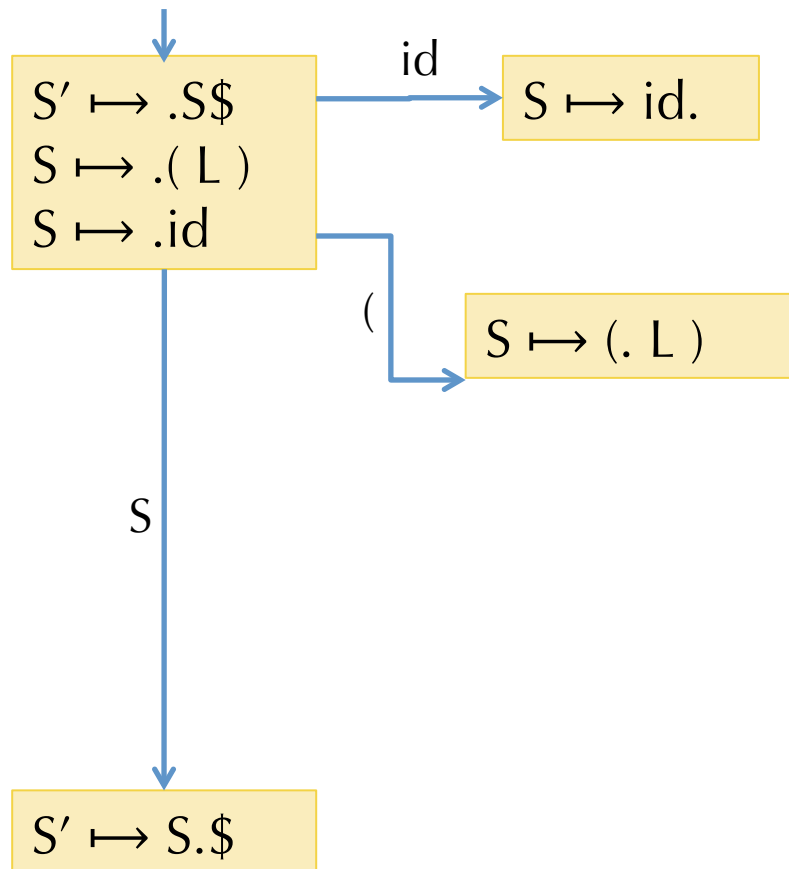 id
S′ ⟼ .S$
S ⟼ id.
S ⟼ .( L )
S ⟼ .id
(
S ⟼ (. L )
S
S′ ⟼ S.$